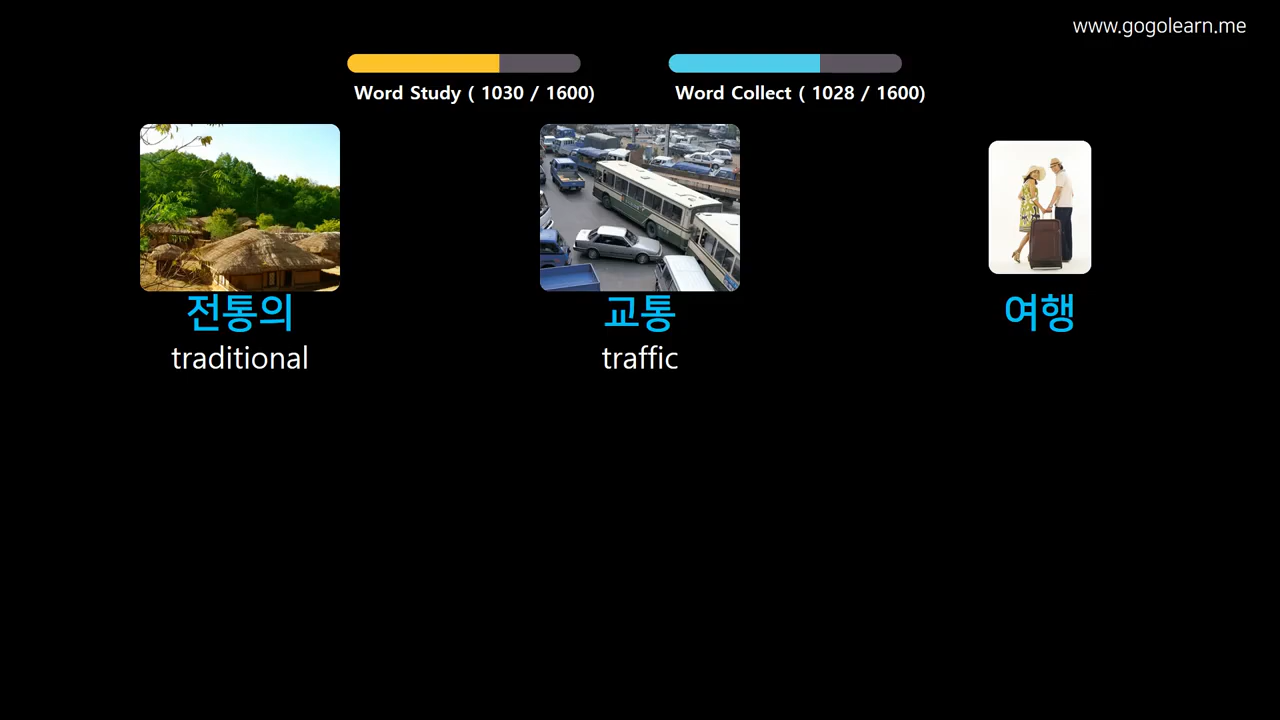 www.gogolearn.me
Word Study ( 1030 / 1600)
Word Collect ( 1028 / 1600)
전통의
traditional
교통
traffic
여행